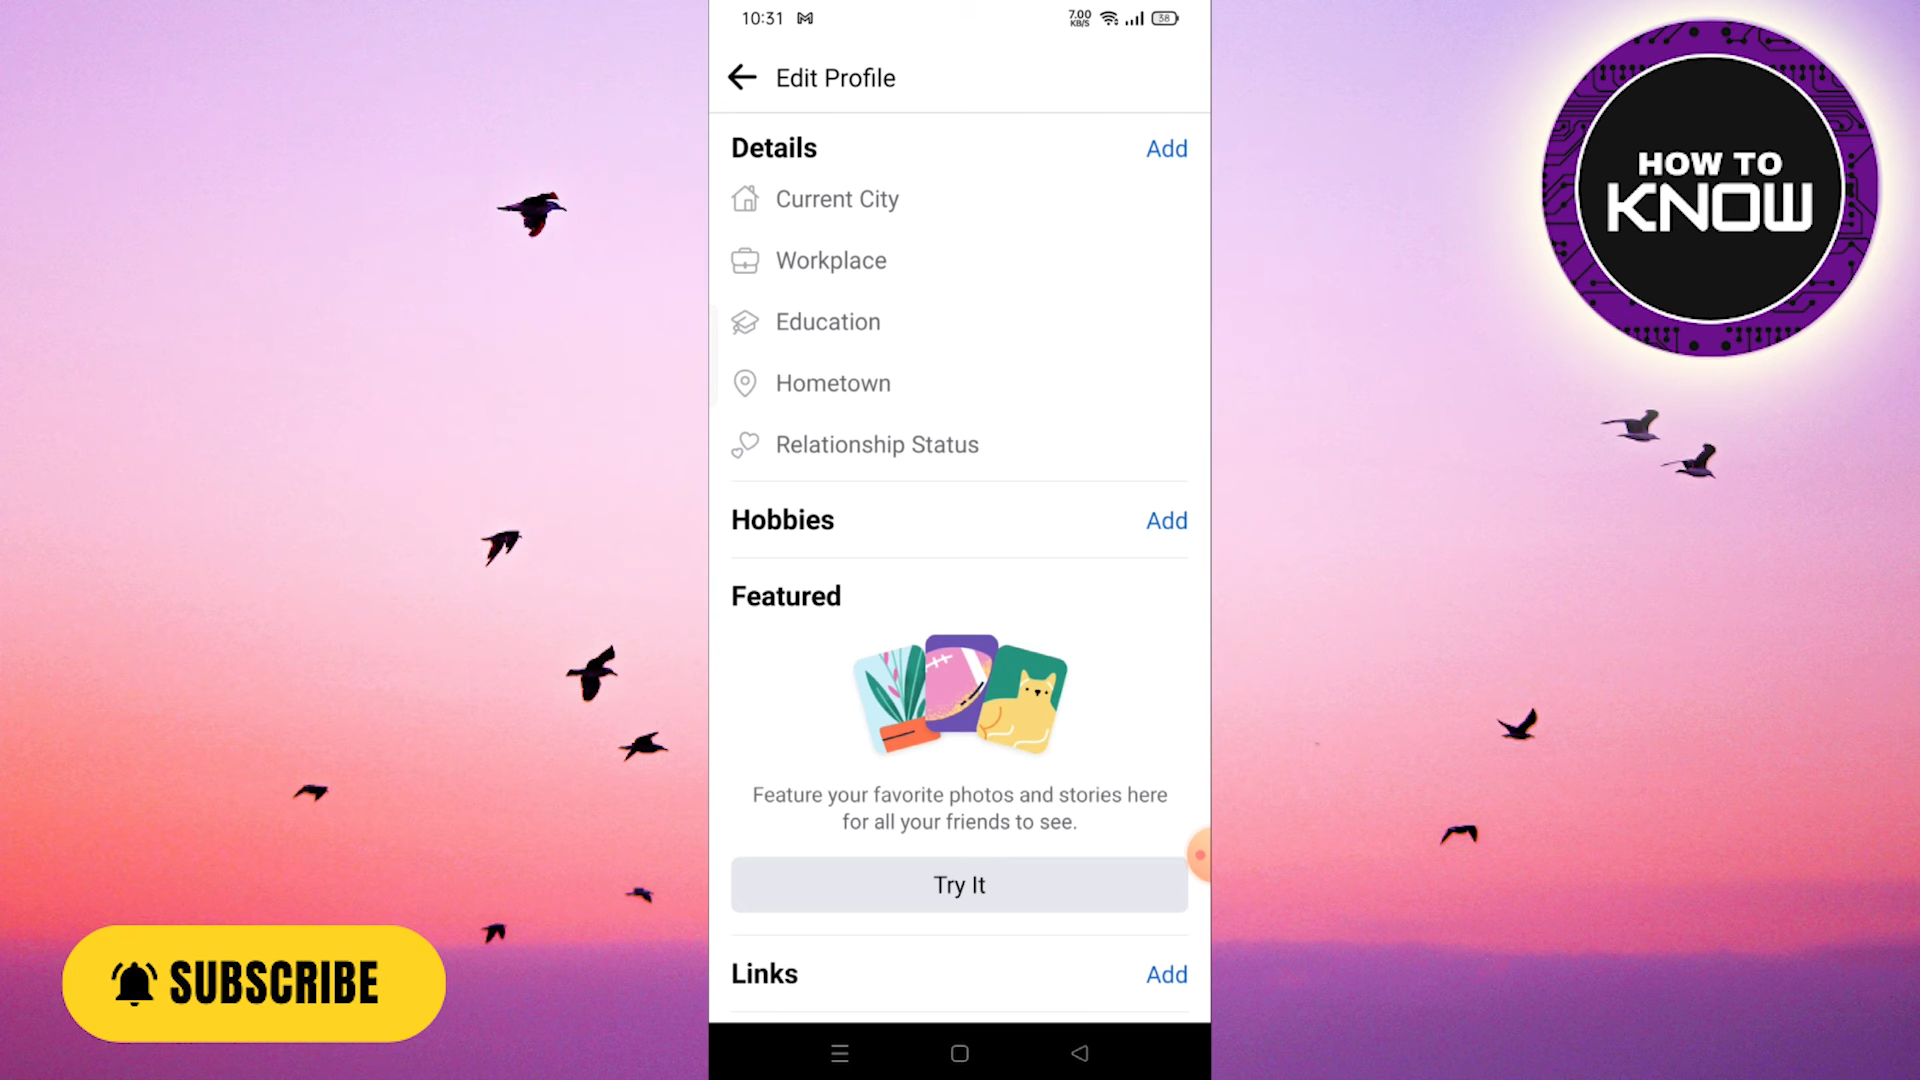 10:31
7.00
KB/S
38
Edit Profile
Details
Add
Current City
Workplace
Education
Hometown
Relationship Status
Hobbies
Add
Featured
Feature your favorite photos and stories here
for all your friends to see.
Try It
Links
Add
HOW TO
KNOW
SUBSCRIBE